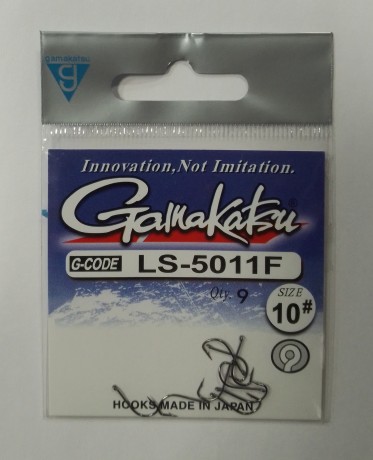 gamakatsu
g
Innovation, Not Imitation.
Gamakatsu
G-CODE LS-5011F
Qty. 9
SIZE
10#
HOOKS MADE IN JAPAN